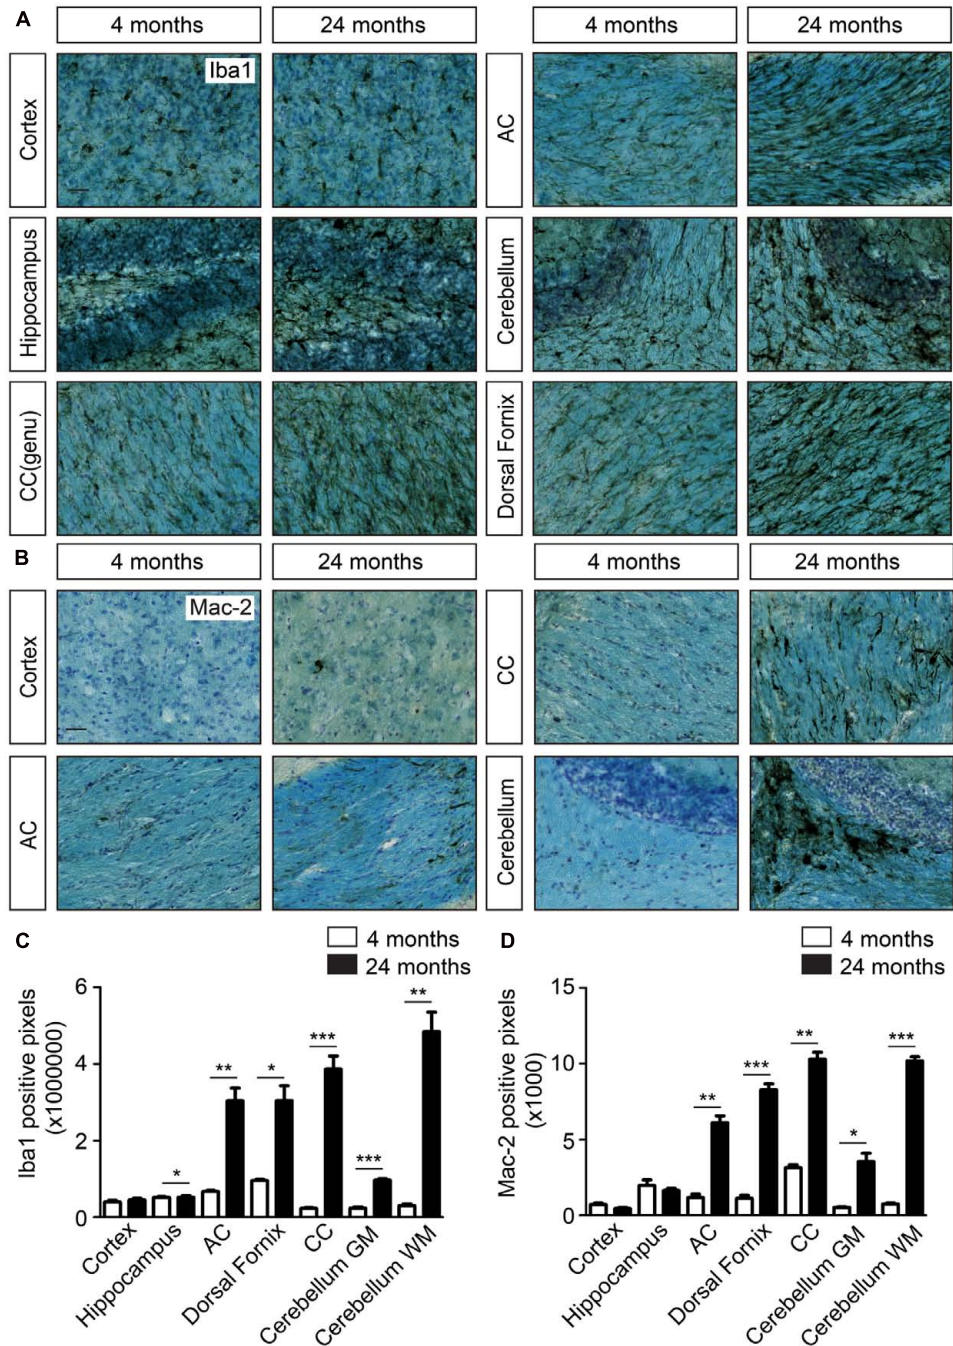 A
4 months
24 months
4 months
24 months
Cortex
Iba1
AC
Hippocampus
Cerebellum
CC(genu)
Dorsal Fornix
B
4 months
24 months
4 months
24 months
Cortex
Mac-2
CC
AC
Cerebellum
C
4 months
24 months
Iba1 positive pixels
(x1000000)
6
4
2
0
*
**
*
***
***
**
Cortex
Hippocampus
AC
Dorsal Fornix
CC
Cerebellum GM
Cerebellum WM
D
4 months
24 months
Mac-2 positive pixels
(x1000)
15
10
5
0
**
***
**
*
***
Cortex
Hippocampus
AC
Dorsal Fornix
CC
Cerebellum GM
Cerebellum WM